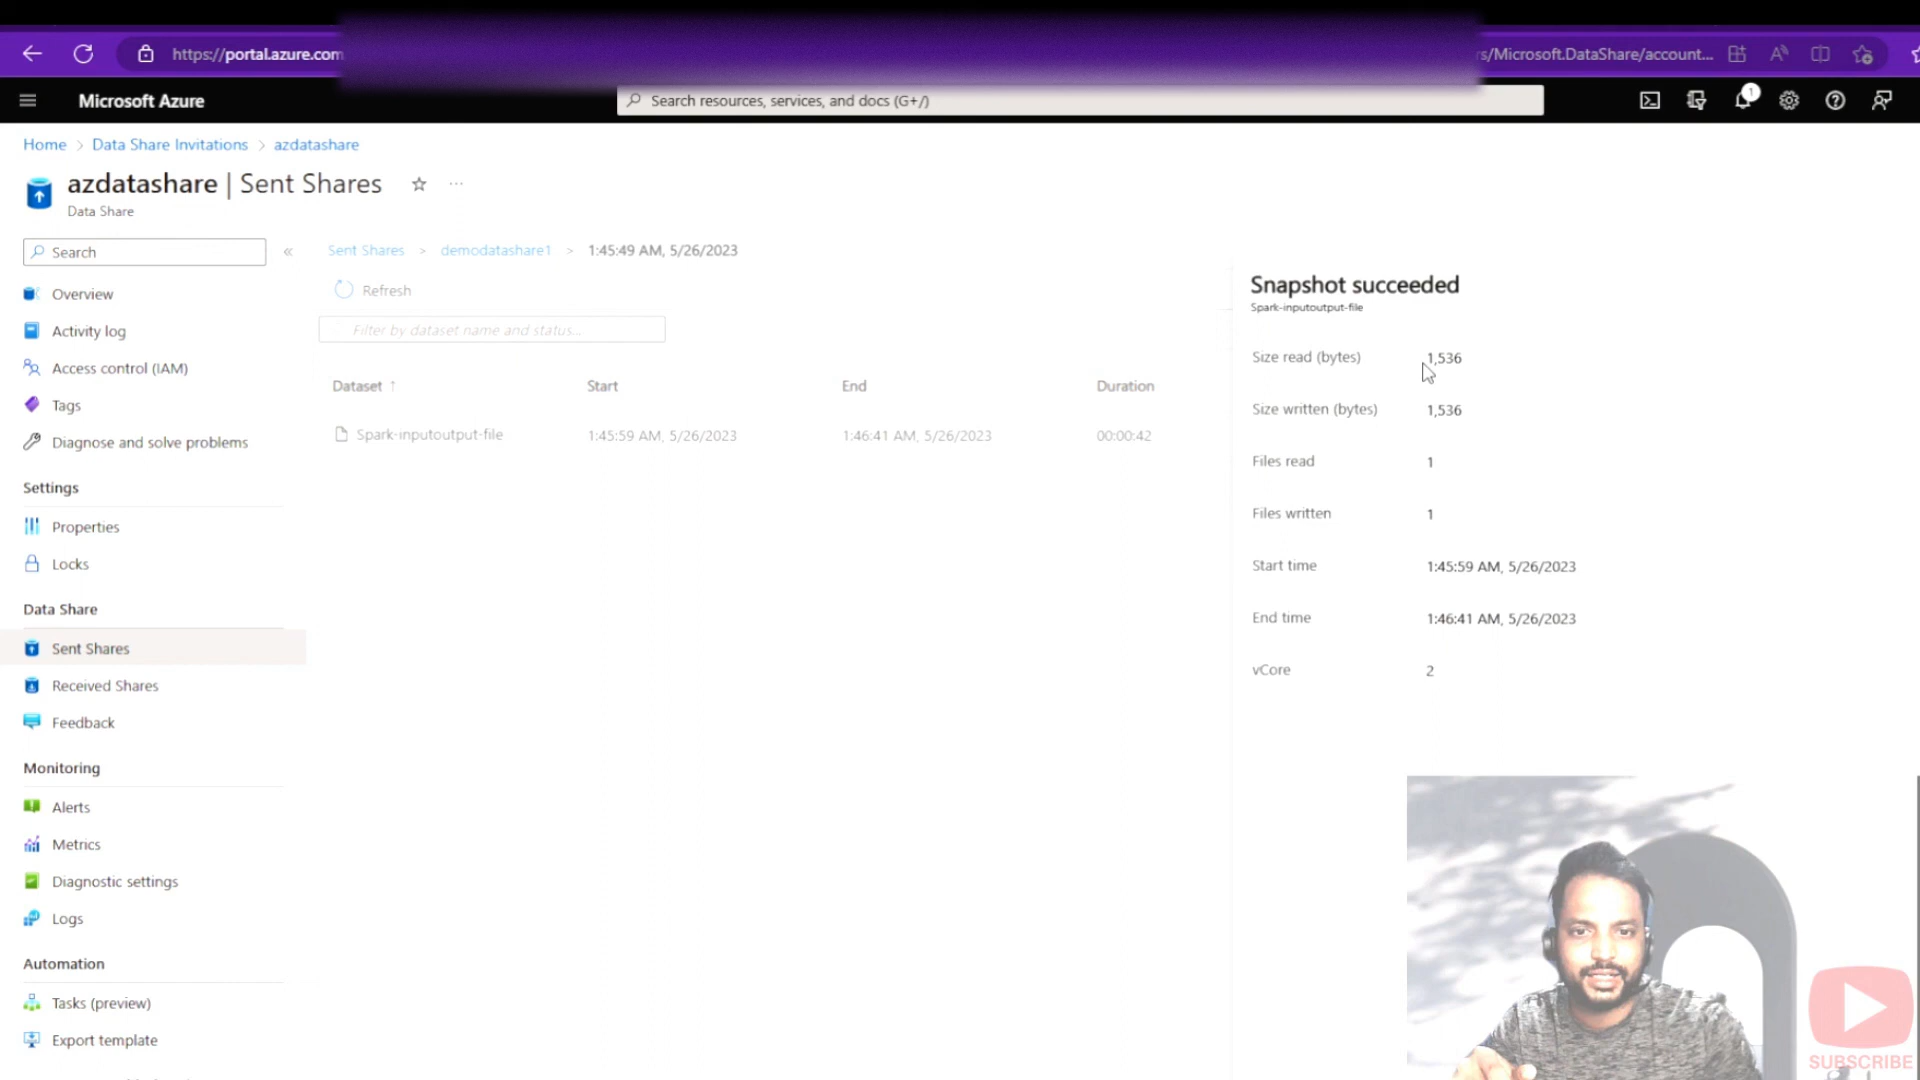 https://portal.azure.com
s/Microsoft.DataShare/account...
Microsoft Azure
Search resources, services, and docs (G+/)
1
Home > Data Share Invitations > azdatashare
azdatashare | Sent Shares
Data Share
Search
Sent Shares > demodatashare1 > 1:45:49 AM, 5/26/2023
Refresh
Filter by dataset name and status...
Dataset ↑ Start End Duration
Spark-inputoutput-file 1:45:59 AM, 5/26/2023 1:46:41 AM, 5/26/2023 00:00:42
Overview
Activity log
Access control (IAM)
Tags
Diagnose and solve problems
Settings
Properties
Locks
Data Share
Sent Shares
Received Shares
Feedback
Monitoring
Alerts
Metrics
Diagnostic settings
Logs
Automation
Tasks (preview)
Export template
Snapshot succeeded
Spark-inputoutput-file
Size read (bytes) 1,536
Size written (bytes) 1,536
Files read 1
Files written 1
Start time 1:45:59 AM, 5/26/2023
End time 1:46:41 AM, 5/26/2023
vCore 2
SUBSCRIBE